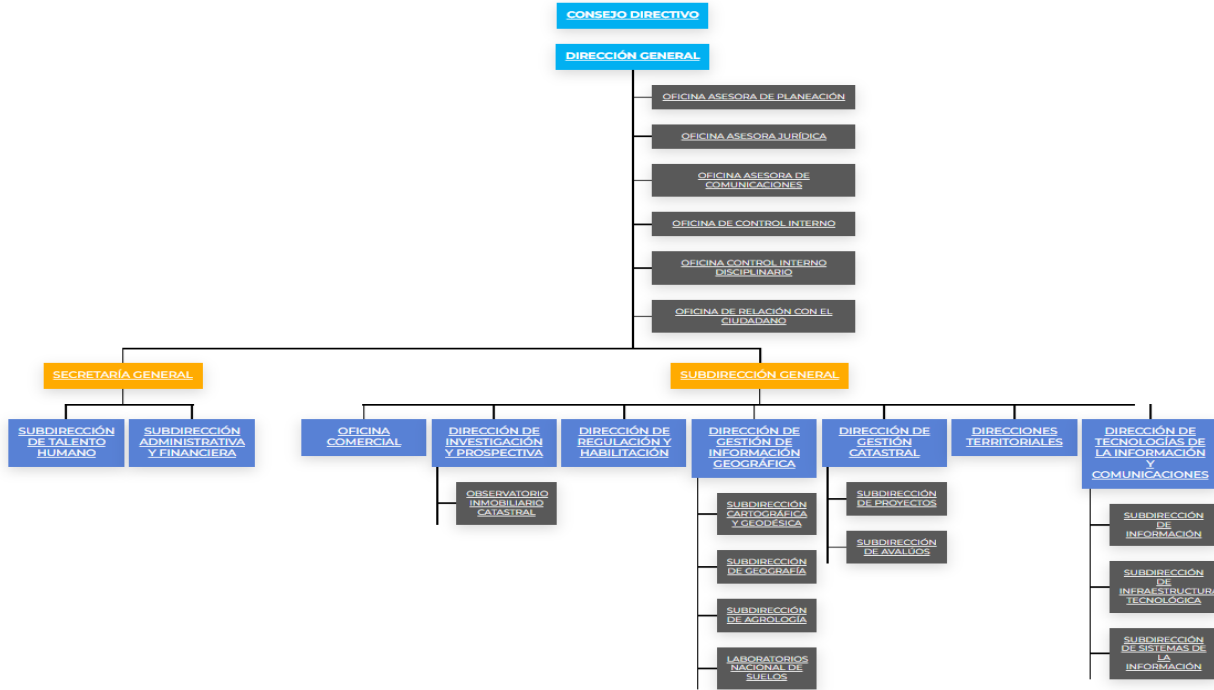 CONSEJO DIRECTIVO
DIRECCIÓN GENERAL
OFICINA ASESORA DE PLANEACIÓN
OFICINA ASESORA JURÍDICA
OFICINA ASESORA DE
COMUNICACIONES
OFICINA DE CONTROL INTERNO
OFICINA CONTROL INTERNO
DISCIPLINARIO
OFICINA DE RELACIÓN CON EL
CIUDADANO
SECRETARÍA GENERAL
SUBDIRECCIÓN GENERAL
SUBDIRECCIÓN
DE TALENTO
HUMANO
SUBDIRECCIÓN
ADMINISTRATIVA
Y FINANCIERA
OFICINA
COMERCIAL
DIRECCIÓN DE
INVESTIGACIÓN
Y PROSPECTIVA
OBSERVATORIO
INMOBILIARIO
CATASTRAL
DIRECCIÓN DE
REGULACIÓN Y
HABILITACIÓN
DIRECCIÓN DE
GESTIÓN DE
INFORMACIÓN
GEOGRÁFICA
SUBDIRECCIÓN
CARTOGRÁFICA
Y GEODÉSICA
SUBDIRECCIÓN
DE GEOGRAFÍA
SUBDIRECCIÓN
DE AGROLOGÍA
LABORATORIOS
NACIONAL DE
SUELOS
DIRECCIÓN DE
GESTIÓN
CATASTRAL
SUBDIRECCIÓN
DE PROYECTOS
SUBDIRECCIÓN
DE AVALÚOS
DIRECCIONES
TERRITORIALES
DIRECCIÓN DE
TECNOLOGÍAS DE
LA INFORMACIÓN
Y
COMUNICACIONES
SUBDIRECCIÓN
DE
INFORMACIÓN
SUBDIRECCIÓN
DE
INFRAESTRUCTURA
TECNOLÓGICA
SUBDIRECCIÓN
DE SISTEMAS DE
LA
INFORMACIÓN